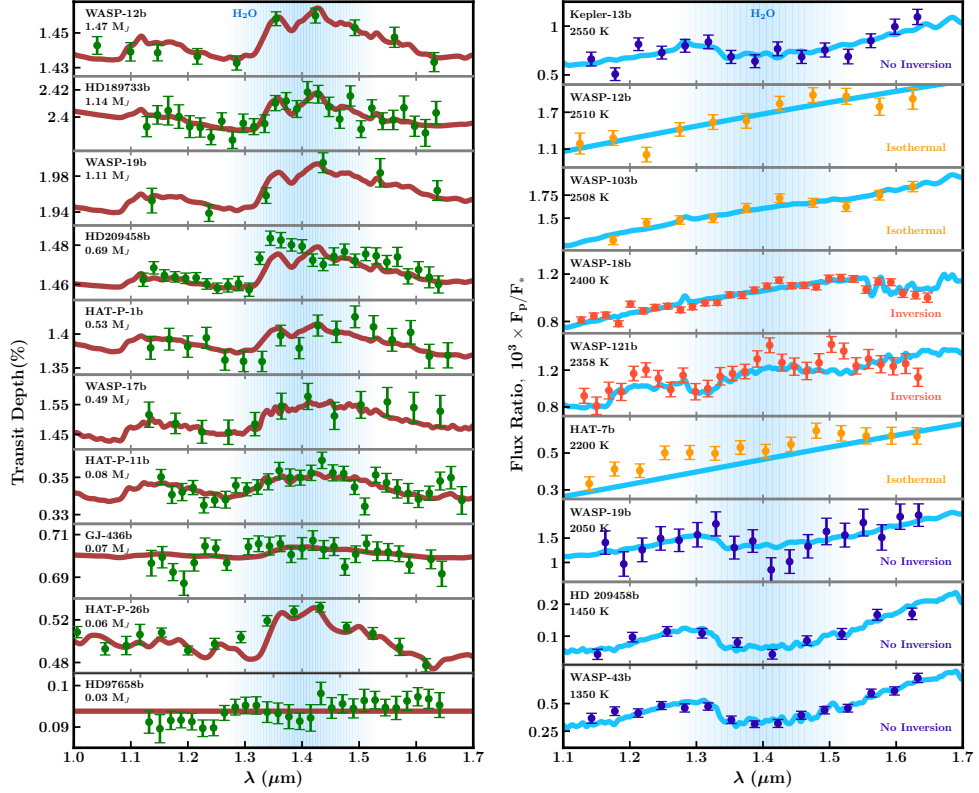 H₂O
WASP-12b
1.47 M_J
1.45
1.43
HD189733b
1.14 M_J
2.42
2.4
WASP-19b
1.11 M_J
1.98
1.94
HD209458b
0.69 M_J
1.48
1.46
HAT-P-1b
0.53 M_J
1.4
1.35
WASP-17b
0.49 M_J
1.55
1.45
HAT-P-11b
0.08 M_J
0.35
0.33
GJ-436b
0.07 M_J
0.71
0.69
HAT-P-26b
0.06 M_J
0.52
0.48
HD97658b
0.03 M_J
0.1
0.09
Transit Depth(%)
1.0 1.1 1.2 1.3 1.4 1.5 1.6 1.7
λ (μm)
H₂O
Kepler-13b
2550 K
No Inversion
1
0.5
WASP-12b
2510 K
Isothermal
1.7
1.1
WASP-103b
2508 K
Isothermal
1.75
1.5
WASP-18b
2400 K
Inversion
1.2
0.8
WASP-121b
2358 K
Inversion
1.2
0.8
HAT-7b
2200 K
Isothermal
0.5
0.3
WASP-19b
2050 K
No Inversion
1.5
1
HD 209458b
1450 K
No Inversion
0.2
0.1
WASP-43b
1350 K
No Inversion
0.5
0.25
Flux Ratio, 10³ × F_p/F_*
1.1 1.2 1.3 1.4 1.5 1.6 1.7
λ (μm)